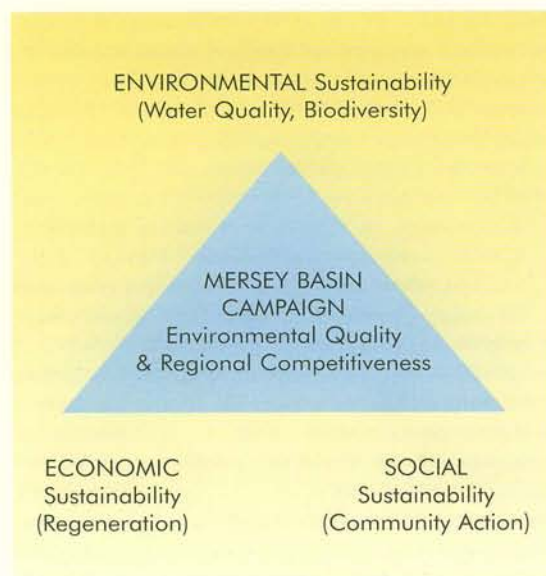 ENVIRONMENTAL Sustainability
(Water Quality, Biodiversity)
MERSEY BASIN
CAMPAIGN
Environmental Quality
& Regional Competitiveness
ECONOMIC
Sustainability
(Regeneration)
SOCIAL
Sustainability
(Community Action)